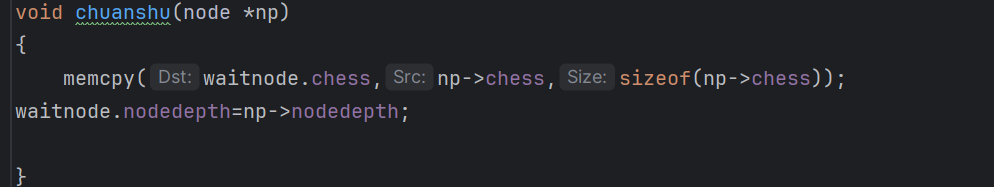 void chuanshu(node *np)
{
memcpy(Dst: waitnode.chess,Src: np->chess,Size: sizeof(np->chess));
waitnode.nodedepth=np->nodedepth;
}